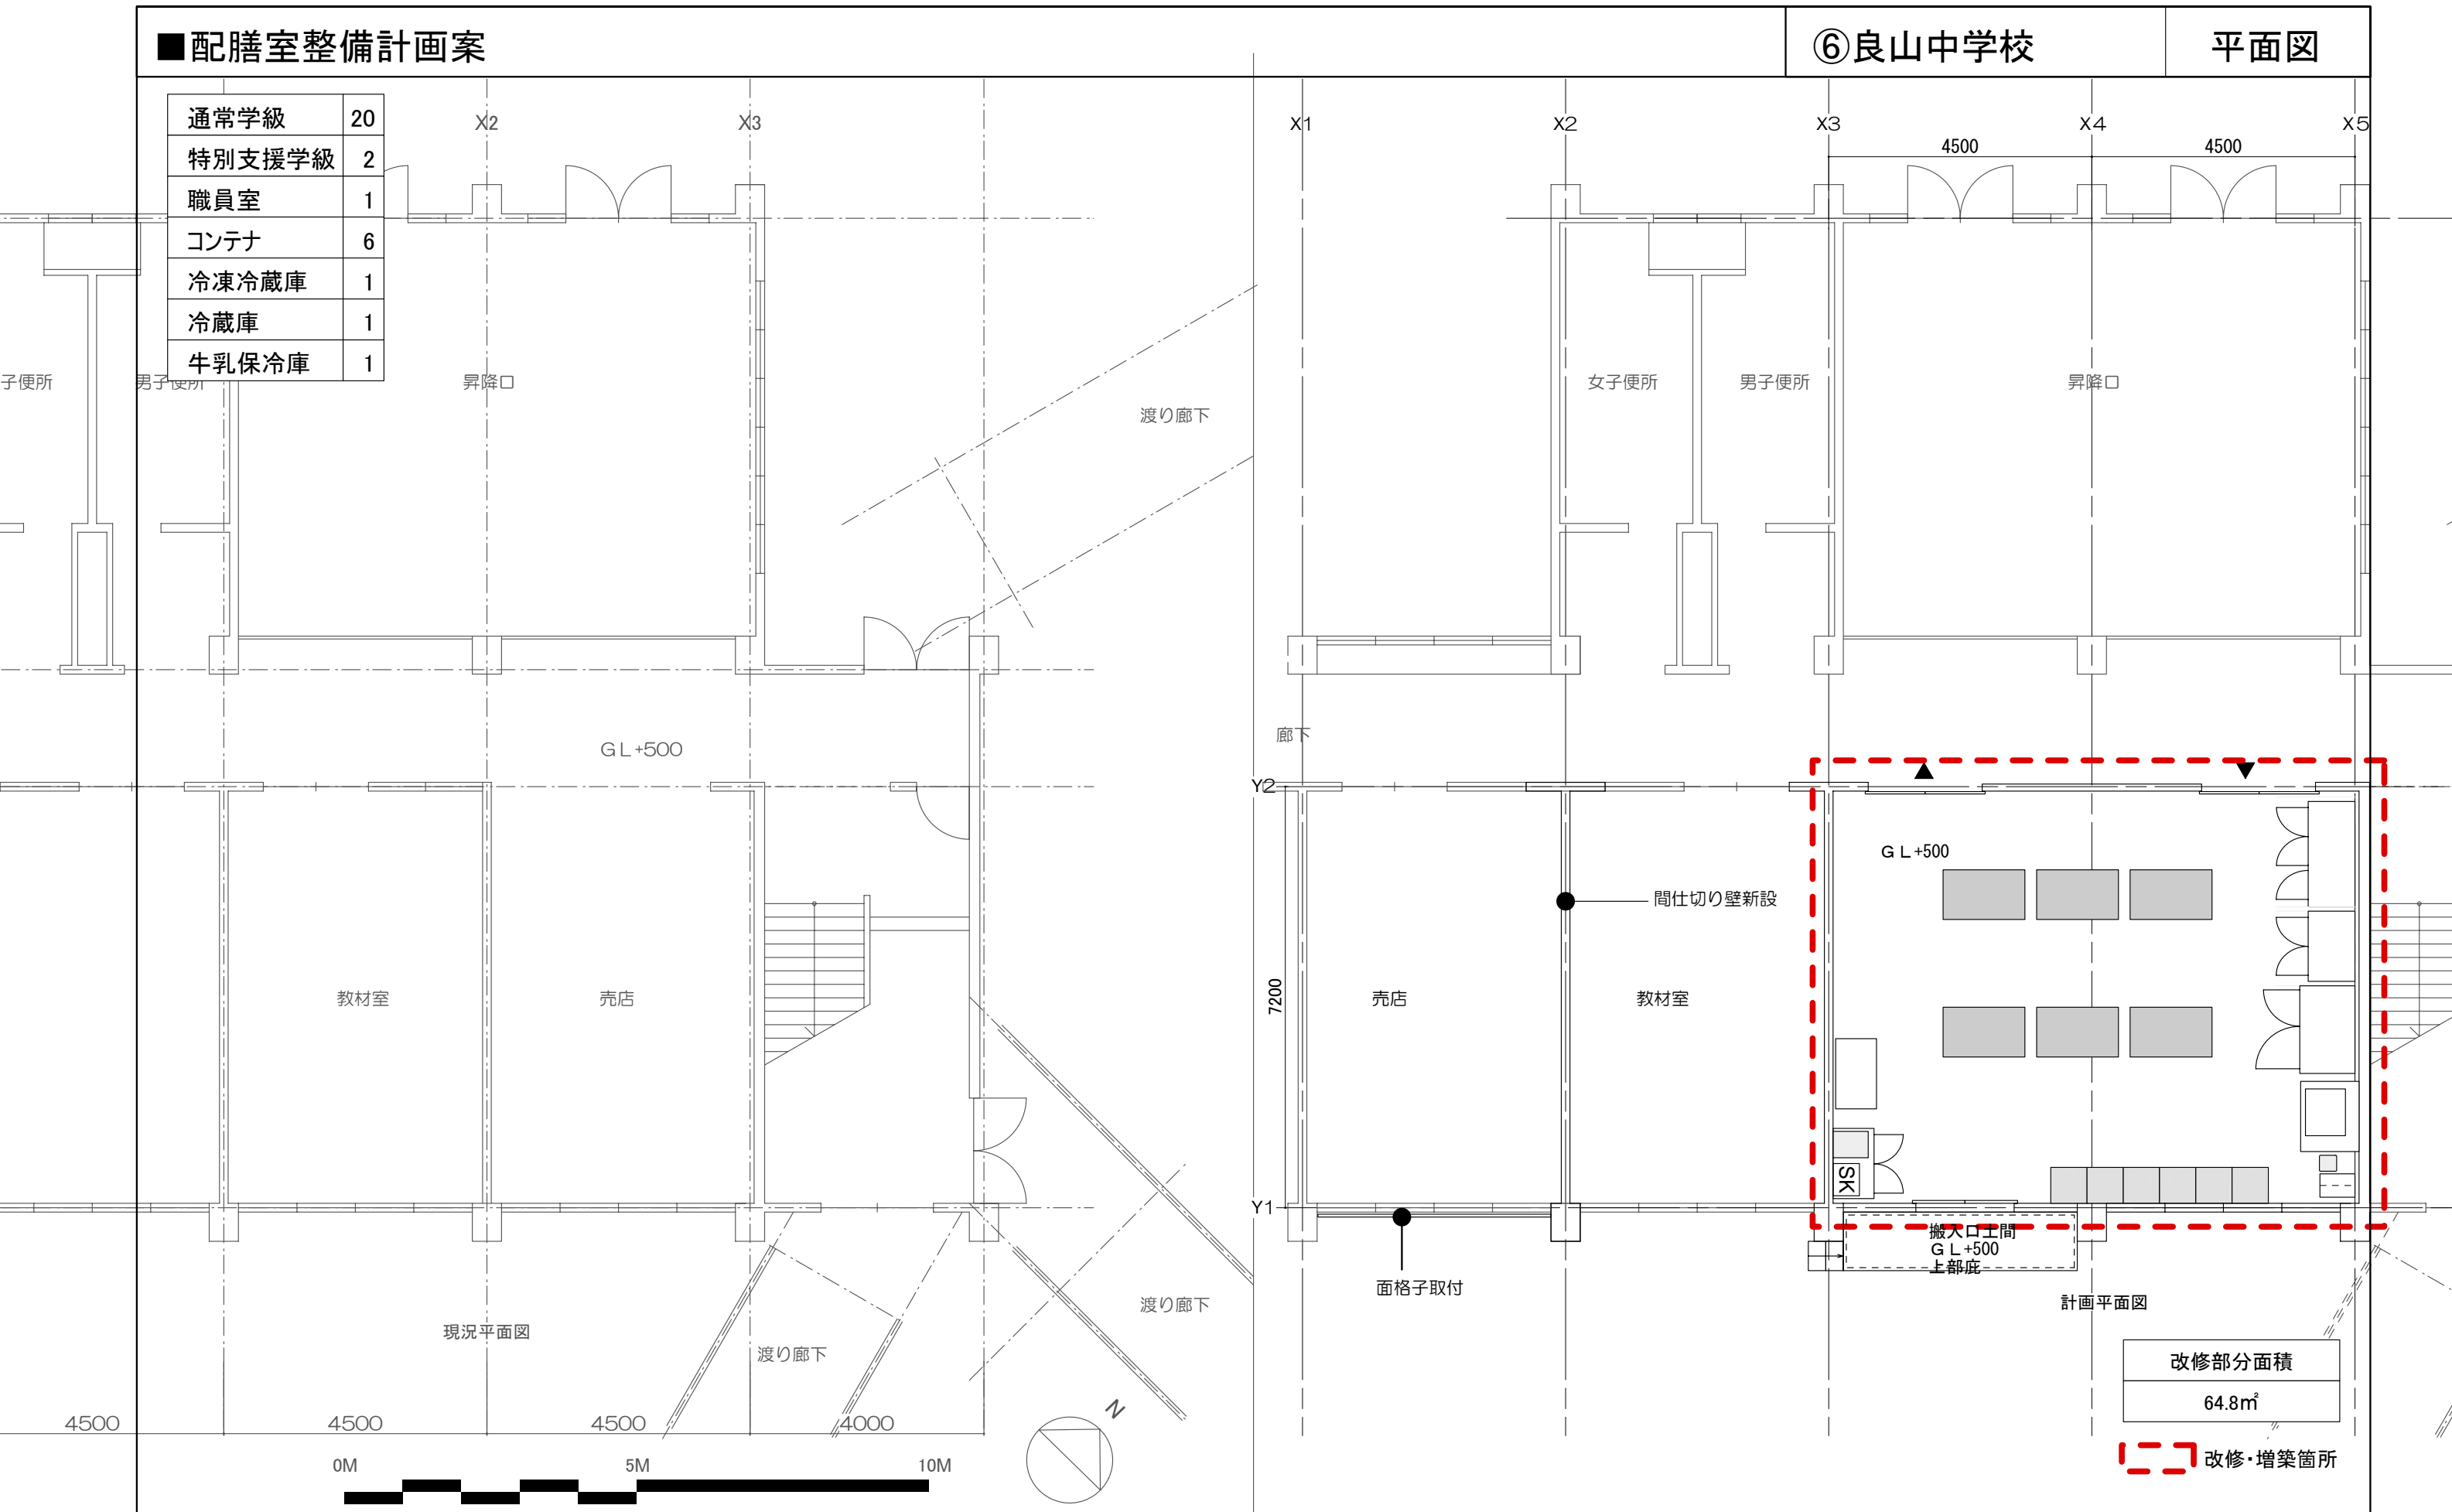 ■配膳室整備計画案
⑥良山中学校
平面図
通常学級 20
特別支援学級 2
職員室 1
コンテナ 6
冷凍冷蔵庫 1
冷蔵庫 1
牛乳保冷庫 1
X2
X3
子便所
男子便所
昇降口
渡り廊下
GL+500
教材室
売店
現況平面図
渡り廊下
渡り廊下
4500
4500
4500
4000
0M
5M
10M
N
X1
X2
X3
X4
X5
4500
4500
女子便所
男子便所
昇降口
廊下
Y2
GL+500
間仕切り壁新設
7200
売店
教材室
SK
Y1
搬入口土間
GL+500
上部庇
面格子取付
計画平面図
改修部分面積
64.8㎡
改修・増築箇所